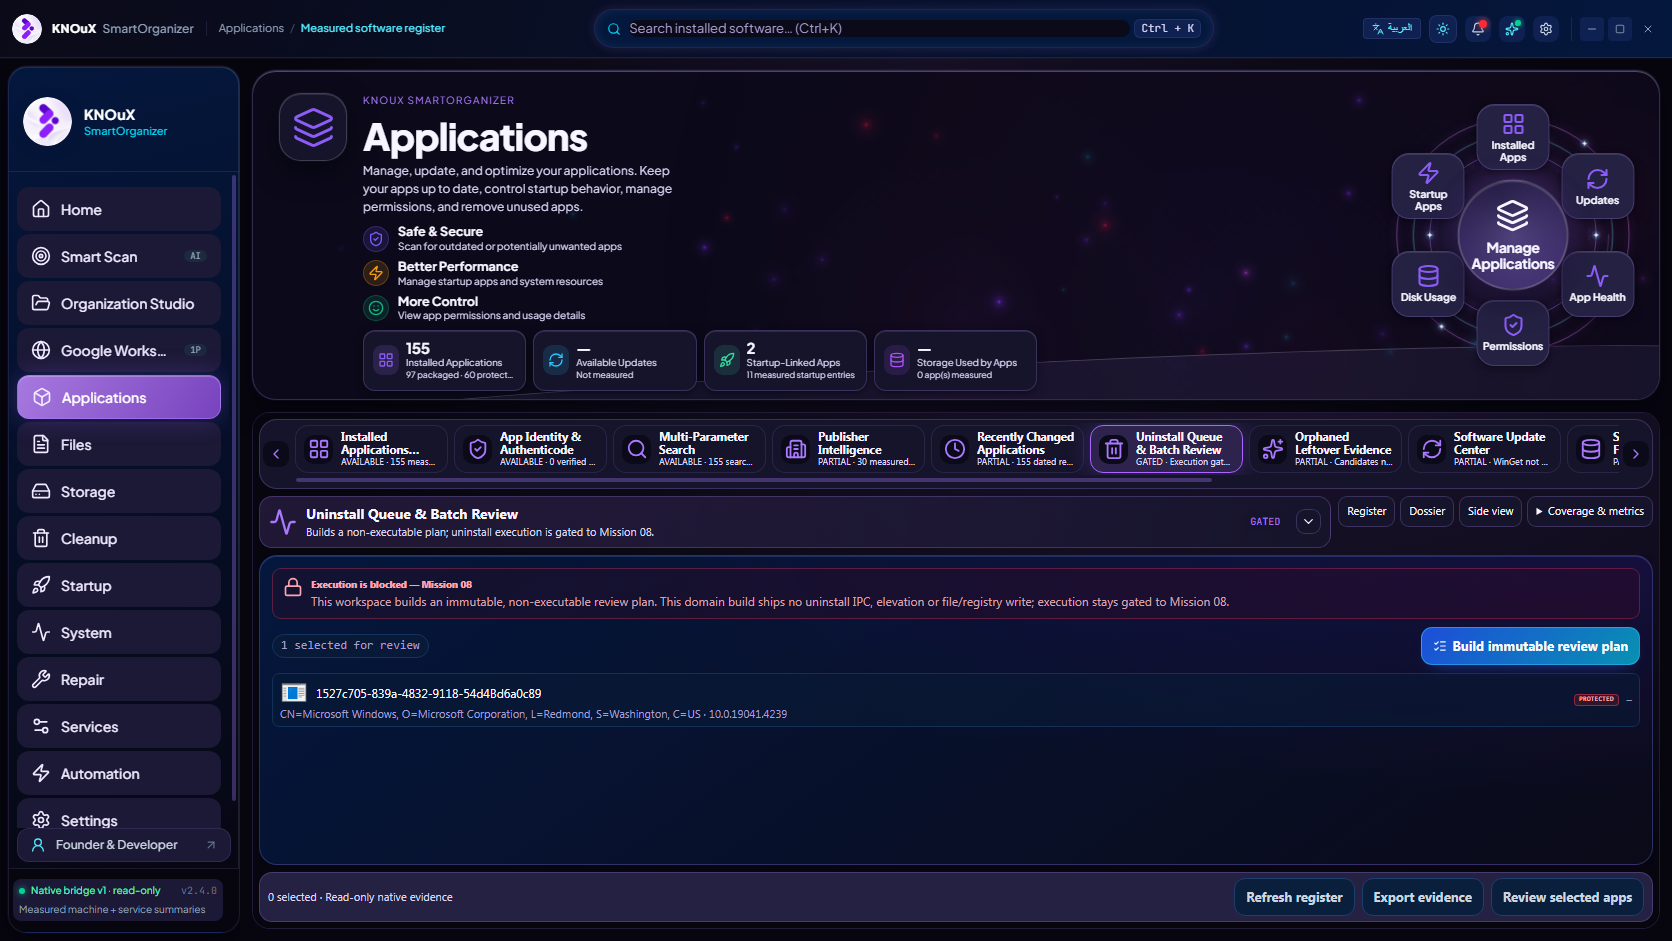 KNOuX SmartOrganizer
Applications / Measured software register
Search installed software... (Ctrl+K)
Ctrl + K
العربية
KNOuX
SmartOrganizer
Home
Smart Scan AI
Organization Studio
Google Works... 1P
Applications
Files
Storage
Cleanup
Startup
System
Repair
Services
Automation
Settings
Founder & Developer
Native bridge v1 · read-only v2.4.0
Measured machine + service summaries
KNOUX SMARTORGANIZER
Applications
Manage, update, and optimize your applications. Keep
your apps up to date, control startup behavior, manage
permissions, and remove unused apps.
Safe & Secure
Scan for outdated or potentially unwanted apps
Better Performance
Manage startup apps and system resources
More Control
View app permissions and usage details
155
Installed Applications
97 packaged · 60 protect...
—
Available Updates
Not measured
2
Startup-Linked Apps
11 measured startup entries
—
Storage Used by Apps
0 app(s) measured
Installed
Apps
Startup
Apps
Updates
Manage
Applications
Disk Usage
App Health
Permissions
Installed
Applications...
AVAILABLE · 155 meas...
App Identity &
Authenticode
AVAILABLE · 0 verified ...
Multi-Parameter
Search
AVAILABLE · 155 searc...
Publisher
Intelligence
PARTIAL · 30 measured...
Recently Changed
Applications
PARTIAL · 155 dated re...
Uninstall Queue
& Batch Review
GATED · Execution gat...
Orphaned
Leftover Evidence
PARTIAL · Candidates n...
Software Update
Center
PARTIAL · WinGet not ...
Uninstall Queue & Batch Review
Builds a non-executable plan; uninstall execution is gated to Mission 08.
GATED
Register
Dossier
Side view
Coverage & metrics
Execution is blocked — Mission 08
This workspace builds an immutable, non-executable review plan. This domain build ships no uninstall IPC, elevation or file/registry write; execution stays gated to Mission 08.
1 selected for review
Build immutable review plan
1527c705-839a-4832-9118-54d4Bd6a0c89
CN=Microsoft Windows, O=Microsoft Corporation, L=Redmond, S=Washington, C=US · 10.0.19041.4239
PROTECTED —
0 selected · Read-only native evidence
Refresh register
Export evidence
Review selected apps